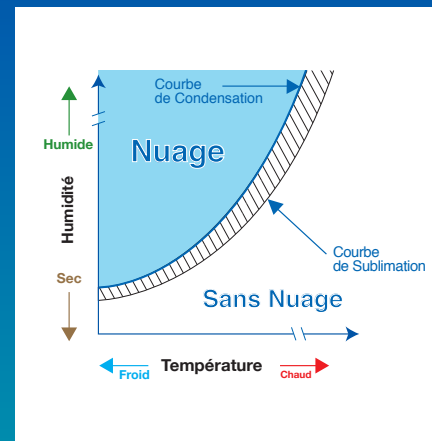 Courbe
de Condensation
Humide
Nuage
Humidité
Courbe
de Sublimation
Sec
Sans Nuage
Froid
Température
Chaud